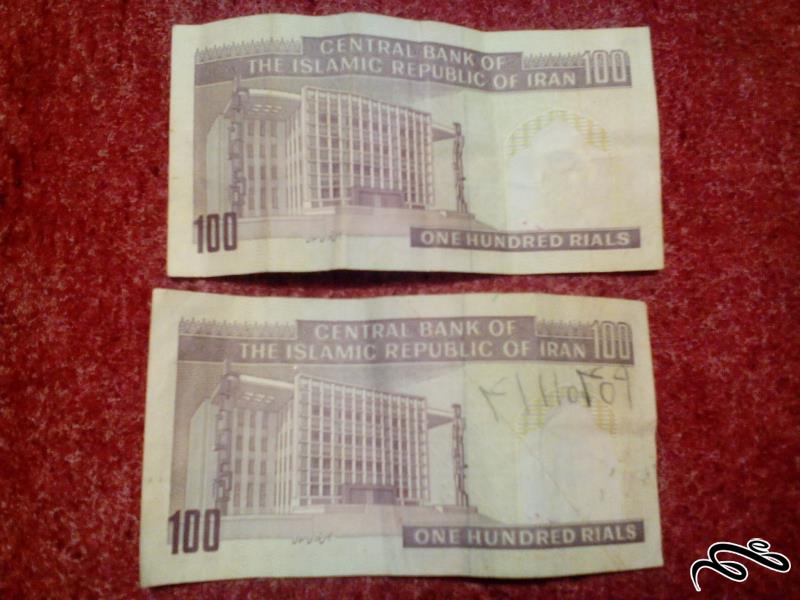 CENTRAL BANK OF
THE ISLAMIC REPUBLIC OF IRAN 100
100
ONE HUNDRED RIALS
CENTRAL BANK OF
THE ISLAMIC REPUBLIC OF IRAN 100
100
ONE HUNDRED RIALS